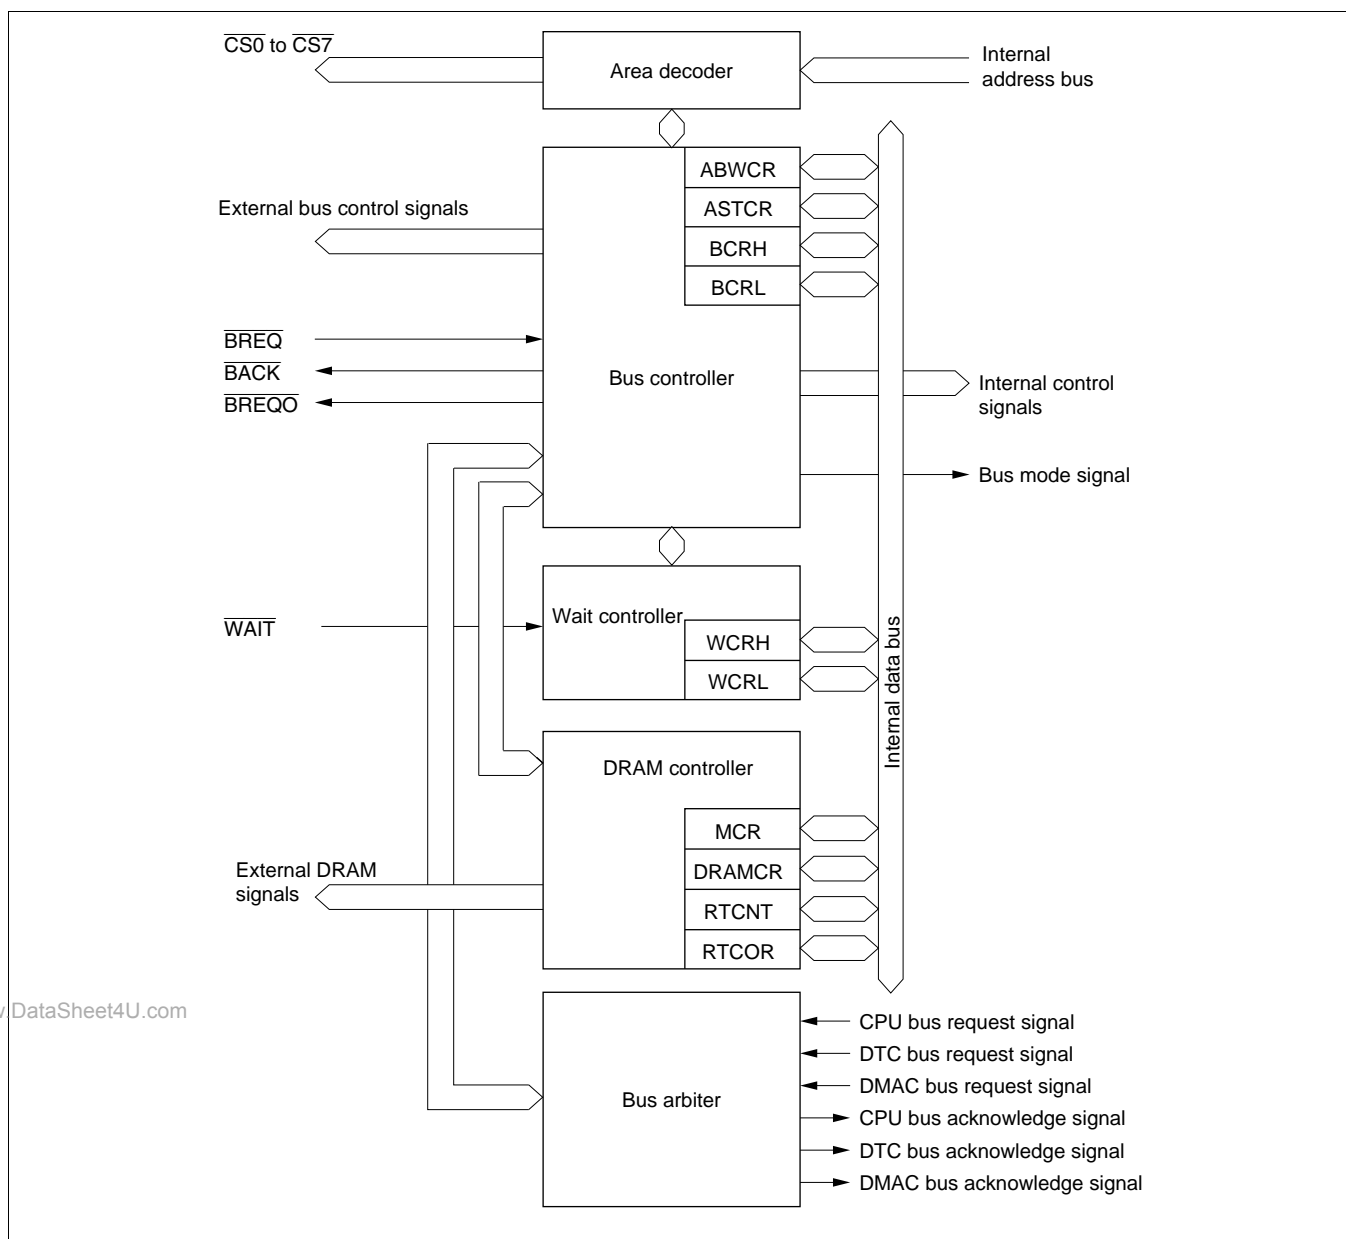 CS0 to CS7
Area decoder
Internal
address bus
ABWCR
ASTCR
BCRH
BCRL
External bus control signals
BREQ
BACK
BREQO
Bus controller
Internal control
signals
Bus mode signal
WAIT
Wait controller
WCRH
WCRL
Internal data bus
DRAM controller
MCR
DRAMCR
RTCNT
RTCOR
External DRAM
signals
w.DataSheet4U.com
Bus arbiter
CPU bus request signal
DTC bus request signal
DMAC bus request signal
CPU bus acknowledge signal
DTC bus acknowledge signal
DMAC bus acknowledge signal